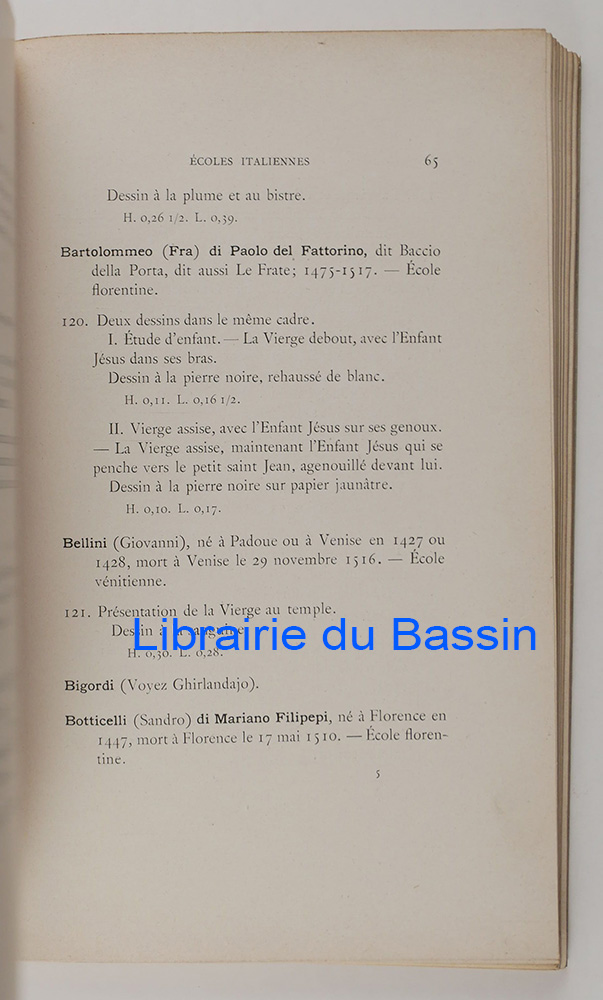 ÉCOLES ITALIENNES 65
Dessin à la plume et au bistre.
H. 0,26 1/2. L. 0,39.
Bartolommeo (Fra) di Paolo del Fattorino, dit Baccio
della Porta, dit aussi Le Frate; 1475-1517. — École
florentine.
120. Deux dessins dans le même cadre.
I. Étude d'enfant. — La Vierge debout, avec l'Enfant
Jésus dans ses bras.
Dessin à la pierre noire, rehaussé de blanc.
H. 0,11. L. 0,16 1/2.
II. Vierge assise, avec l'Enfant Jésus sur ses genoux.
— La Vierge assise, maintenant l'Enfant Jésus qui se
penche vers le petit saint Jean, agenouillé devant lui.
Dessin à la pierre noire sur papier jaunâtre.
H. 0,10. L. 0,17.
Bellini (Giovanni), né à Padoue ou à Venise en 1427 ou
1428, mort à Venise le 29 novembre 1516. — École
vénitienne.
121. Présentation de la Vierge au temple.
Dessin à la sanguine.
Librairie du Bassin
H. 0,30. L. 0,28.
Bigordi (Voyez Ghirlandajo).
Botticelli (Sandro) di Mariano Filipepi, né à Florence en
1447, mort à Florence le 17 mai 1510. — École floren-
tine.
5